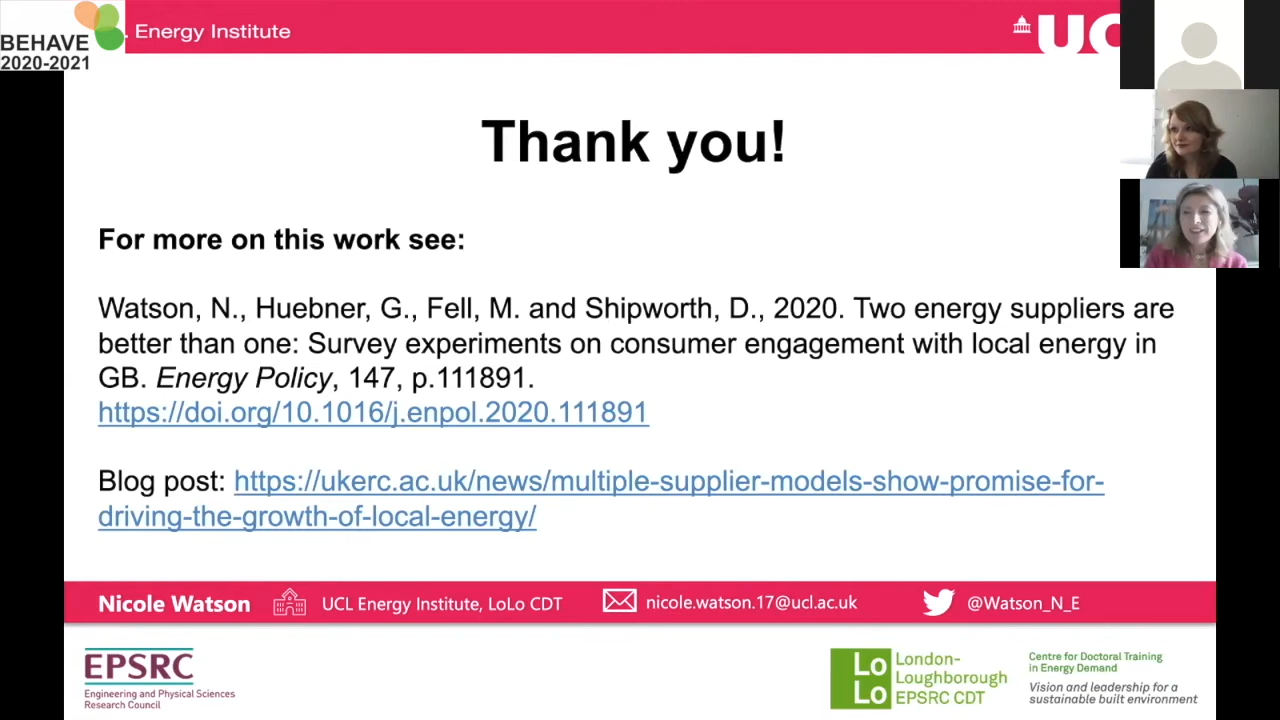 BEHAVE
2020-2021
Energy Institute
Thank you!
For more on this work see:
Watson, N., Huebner, G., Fell, M. and Shipworth, D., 2020. Two energy suppliers are
better than one: Survey experiments on consumer engagement with local energy in
GB. Energy Policy, 147, p.111891.
https://doi.org/10.1016/j.enpol.2020.111891
Blog post: https://ukerc.ac.uk/news/multiple-supplier-models-show-promise-for-
driving-the-growth-of-local-energy/
Nicole Watson UCL Energy Institute, LoLo CDT nicole.watson.17@ucl.ac.uk @Watson_N_E
EPSRC
Engineering and Physical Sciences
Research Council
Lo
Lo
London-
Loughborough
EPSRC CDT
Centre for Doctoral Training
in Energy Demand
Vision and leadership for a
sustainable built environment